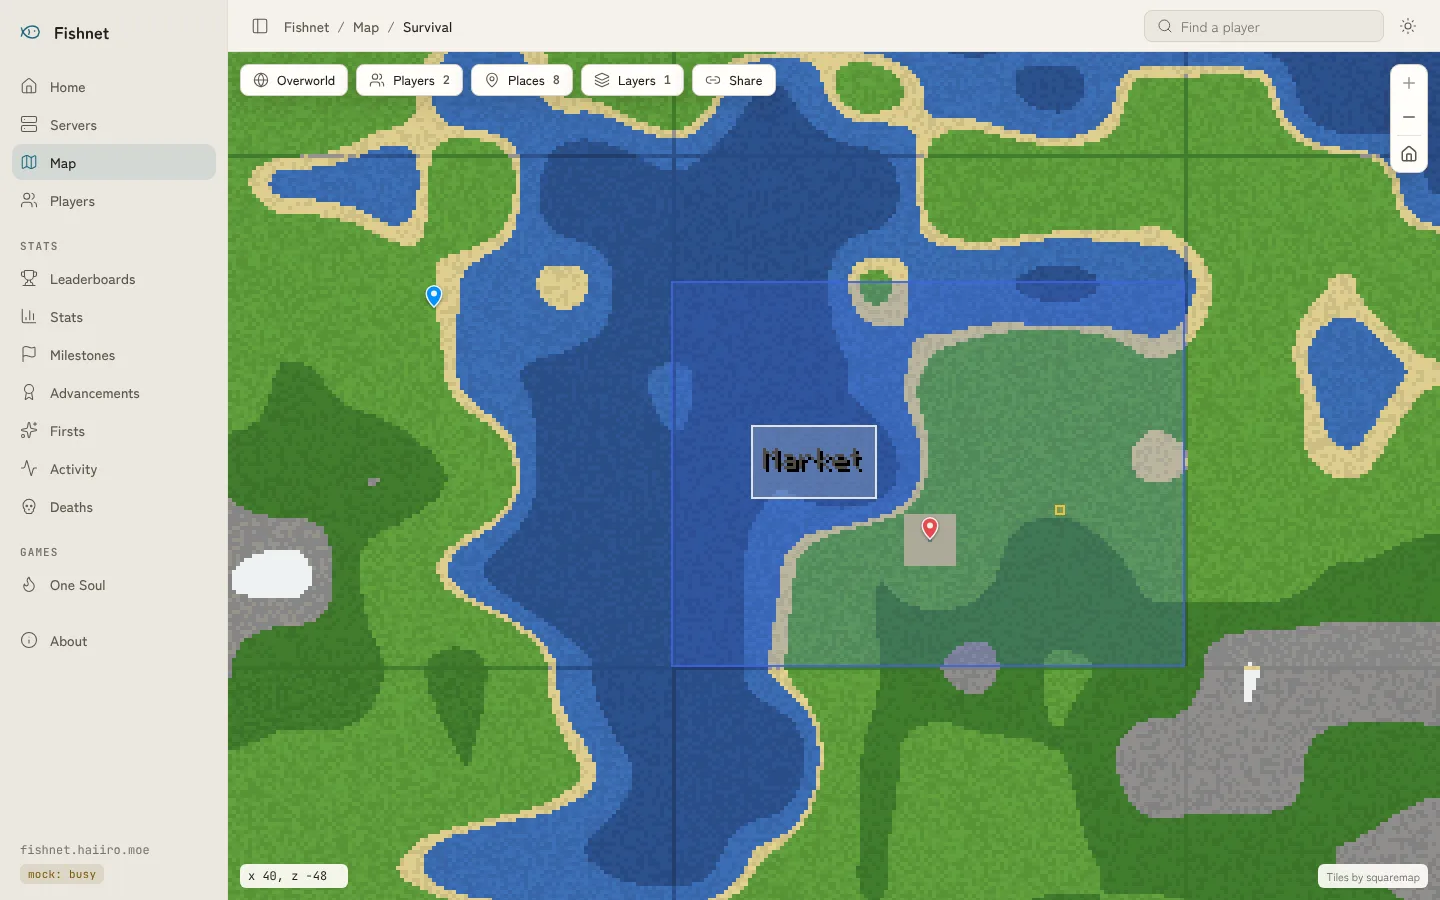 Fishnet
Fishnet / Map / Survival
Find a player
Home
Servers
Map
Players
STATS
Leaderboards
Stats
Milestones
Advancements
Firsts
Activity
Deaths
GAMES
One Soul
About
fishnet.haiiro.moe
mock: busy
Overworld
Players 2
Places 8
Layers 1
Share
Market
x 40, z -48
Tiles by squaremap